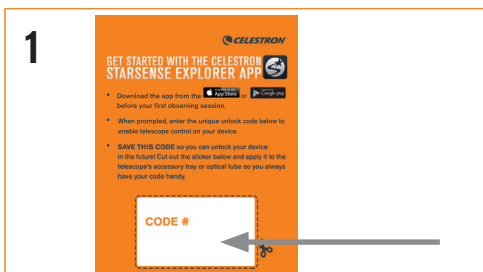 1
CELESTRON
GET STARTED WITH THE CELESTRON
STARSENSE EXPLORER APP
• Download the app from the App Store or Google play
before your first observing session.
• When prompted, enter the unique unlock code below to
enable telescope control on your device.
• SAVE THIS CODE so you can unlock your device
in the future! Cut out the sticker below and apply it to the
telescope's accessory tray or optical tube so you always
have your code handy.
CODE #